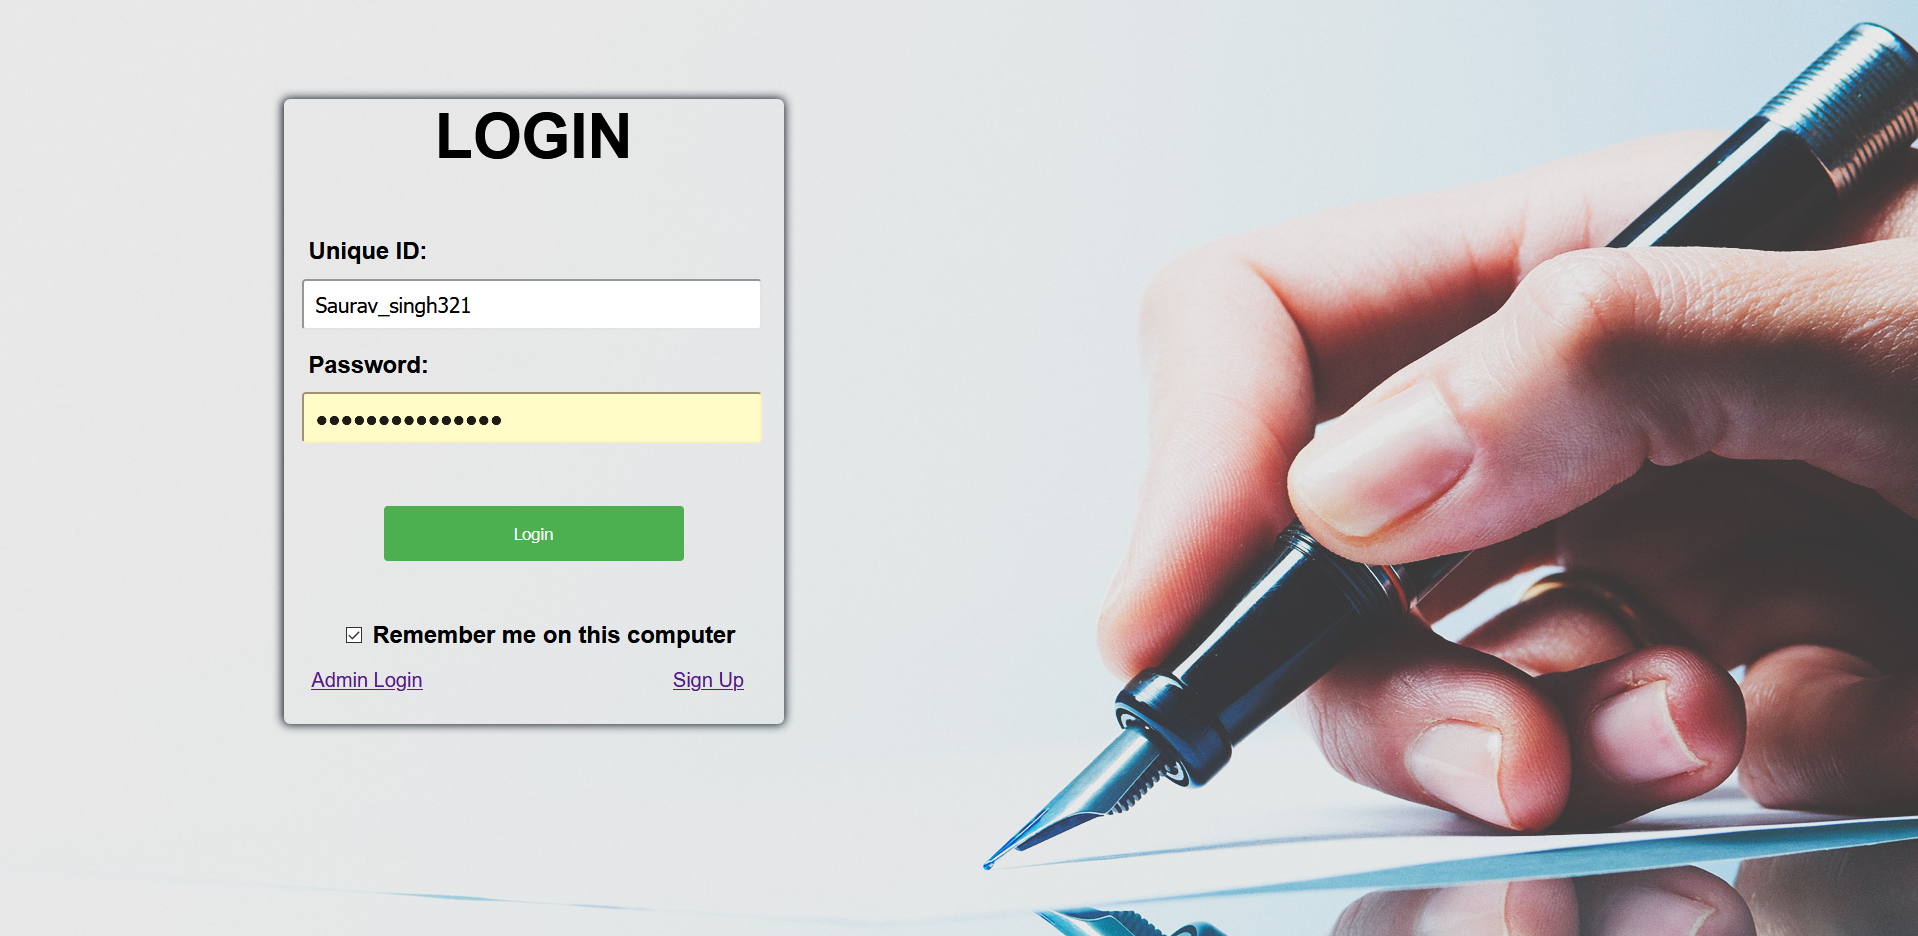 LOGIN
Unique ID:
Saurav_singh321
Password:
●●●●●●●●●●●●●●●
Login
Remember me on this computer
Admin Login Sign Up